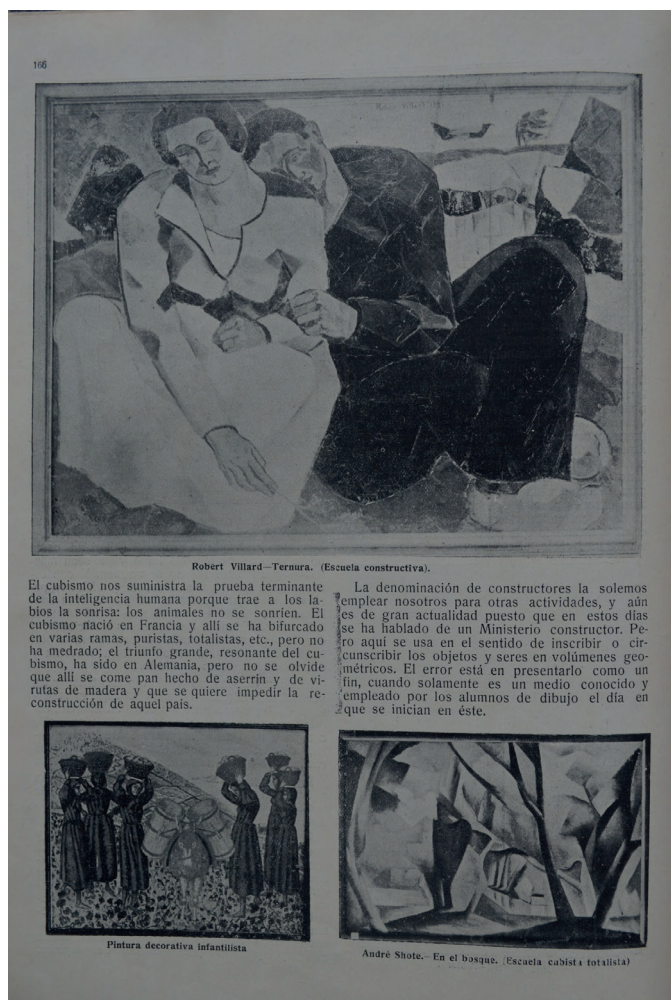 166
Robert Villard—Ternura. (Escuela constructiva).
El cubismo nos suministra la prueba terminante
de la inteligencia humana porque trae a los la-
bios la sonrisa: los animales no se sonrien. El
cubismo nació en Francia y allí se ha bifurcado
en varias ramas, puristas, totalistas, etc., pero no
ha medrado; el triunfo grande, resonante del cu-
bismo, ha sido en Alemania, pero no se olvide
que allí se come pan hecho de aserrín y de vi-
rutas de madera y que se quiere impedir la re-
construcción de aquel país.
La denominación de constructores la solemos
emplear nosotros para otras actividades, y aún
es de gran actualidad puesto que en estos días
se ha hablado de un Ministerio constructor. Pe-
ro aquí se usa en el sentido de inscribir o cir-
cunscribir los objetos y seres en volúmenes geo-
métricos. El error está en presentarlo como un
fin, cuando solamente es un medio conocido y
empleado por los alumnos de dibujo el día en
que se inician en éste.
Pintura decorativa infantilista
André Shote.— En el bosque. (Escuela cubista totalista)